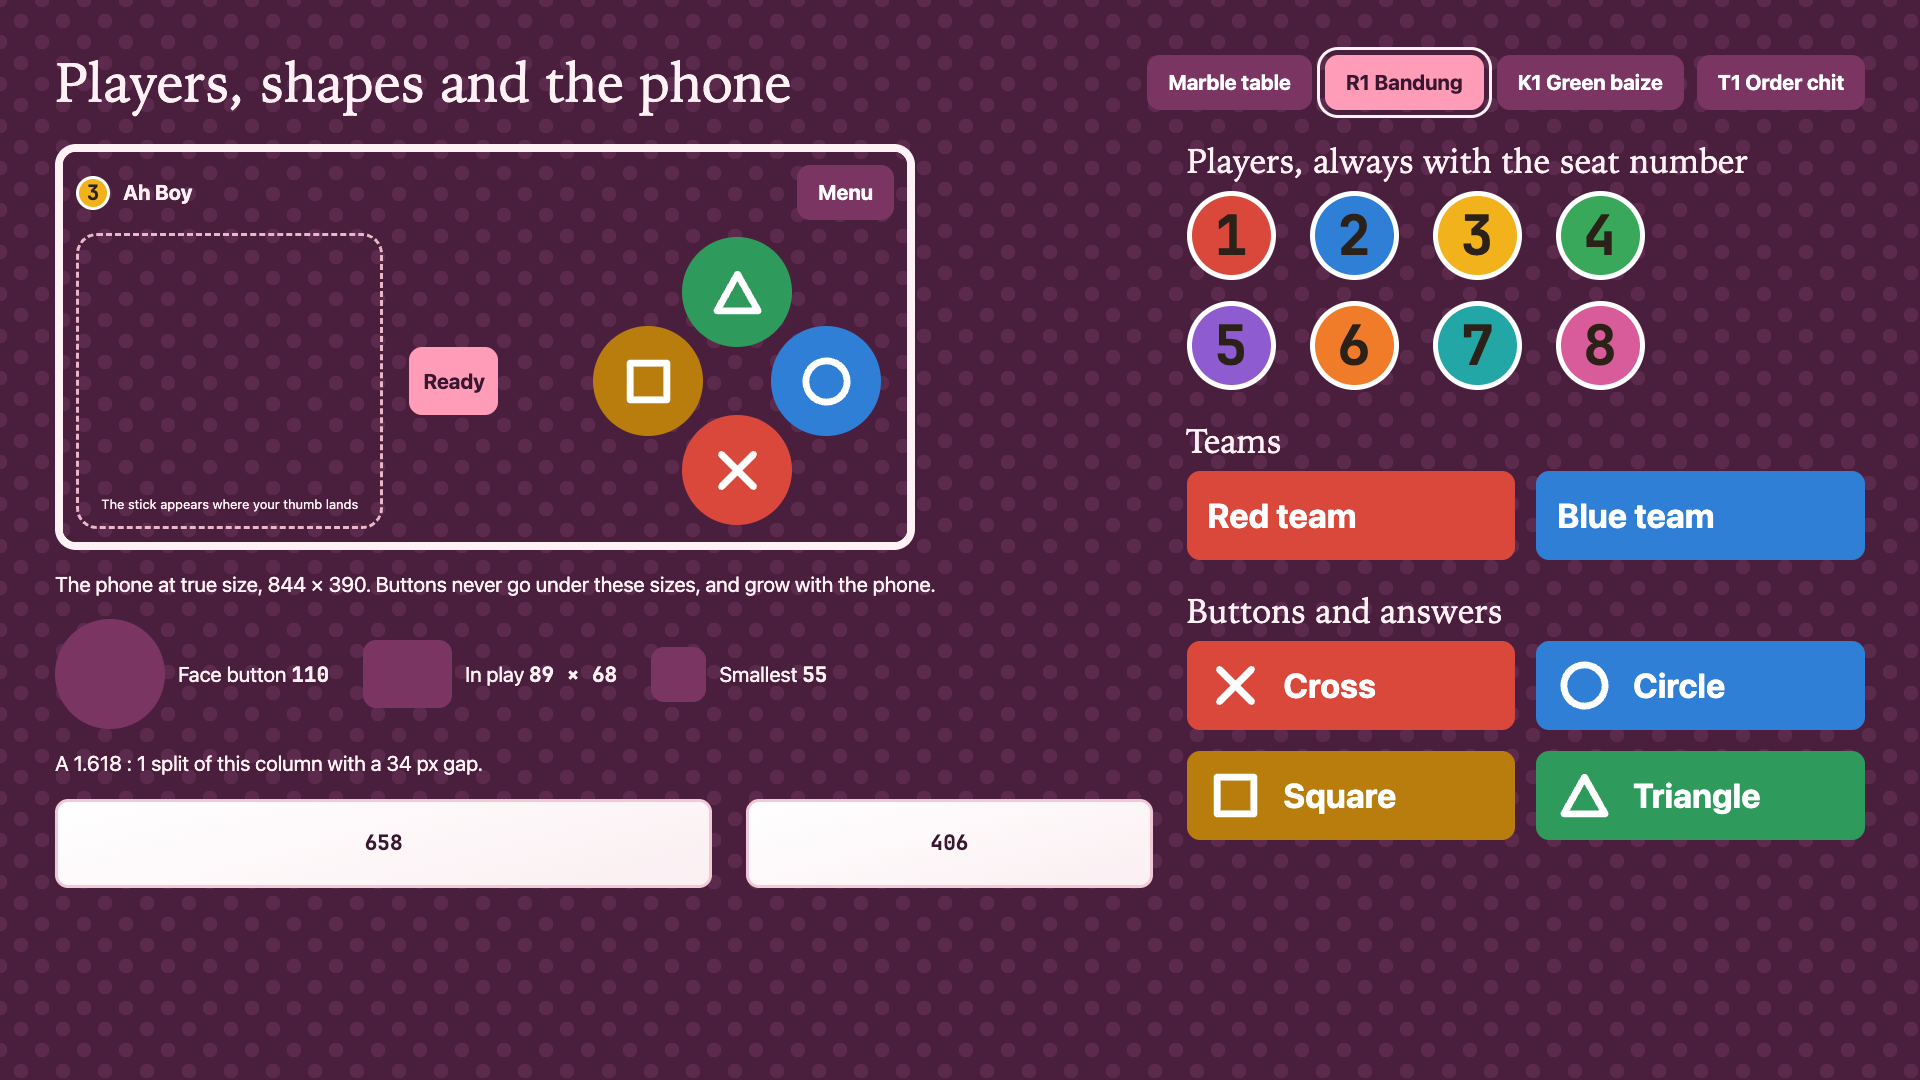 Players, shapes and the phone
Marble table
R1 Bandung
K1 Green baize
T1 Order chit
3 Ah Boy
Menu
Ready
The stick appears where your thumb lands
The phone at true size, 844 × 390. Buttons never go under these sizes, and grow with the phone.
Face button 110
In play 89 × 68
Smallest 55
A 1.618 : 1 split of this column with a 34 px gap.
658
406
Players, always with the seat number
1 2 3 4
5 6 7 8
Teams
Red team
Blue team
Buttons and answers
Cross
Circle
Square
Triangle